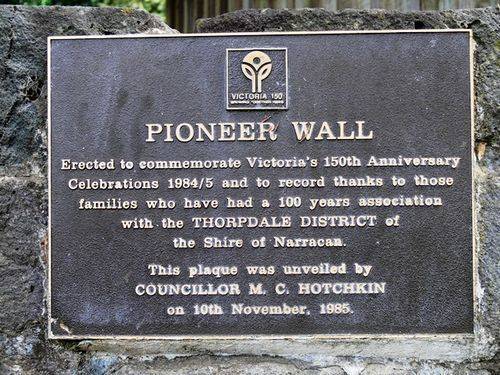 VICTORIA 150
PIONEER WALL
Erected to commemorate Victoria's 150th Anniversary
Celebrations 1984/5 and to record thanks to those
families who have had a 100 years association
with the THORPDALE DISTRICT of
the Shire of Narracan.
This plaque was unveiled by
COUNCILLOR M. C. HOTCHKIN
on 10th November, 1985.